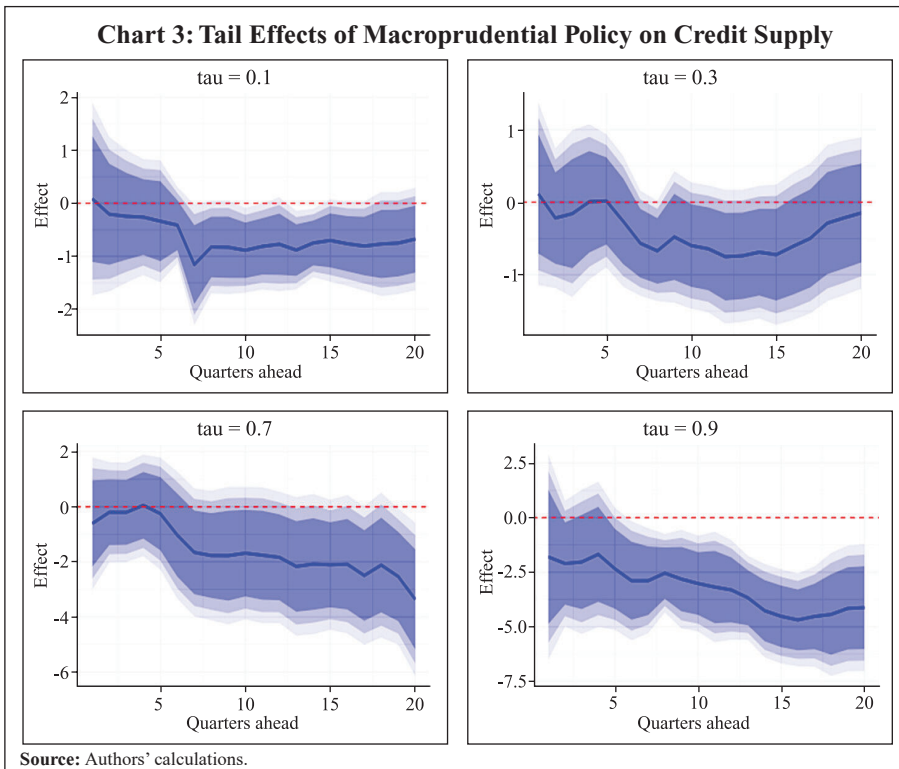 Chart 3: Tail Effects of Macroprudential Policy on Credit Supply
tau = 0.1
2
1
0
-1
-2
Effect
5
10
15
20
Quarters ahead
tau = 0.3
1
0
-1
Effect
5
10
15
20
Quarters ahead
tau = 0.7
2
0
-2
-4
-6
Effect
5
10
15
20
Quarters ahead
tau = 0.9
2.5
0.0
-2.5
-5.0
-7.5
Effect
5
10
15
20
Quarters ahead
Source: Authors' calculations.